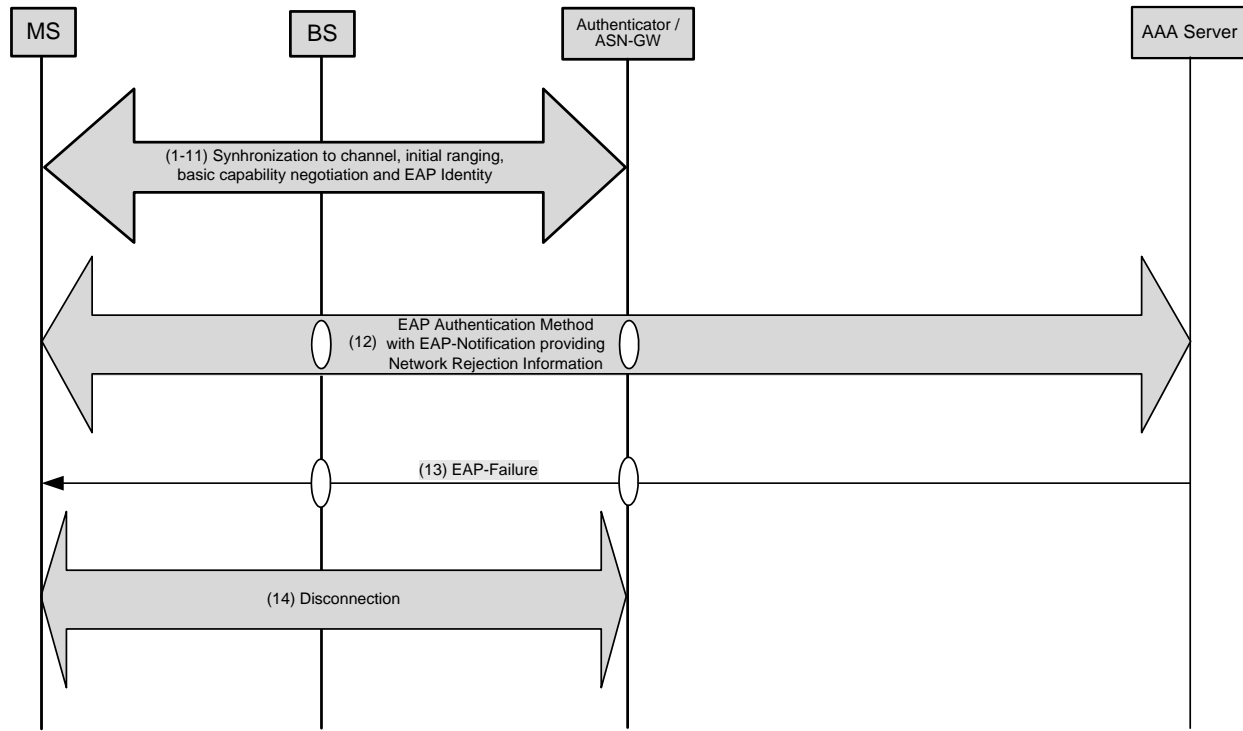 MS
BS
Authenticator /
ASN-GW
AAA Server
(1-11) Synhronization to channel, initial ranging,
basic capability negotiation and EAP Identity
(12) EAP Authentication Method
with EAP-Notification providing
Network Rejection Information
(13) EAP-Failure
(14) Disconnection